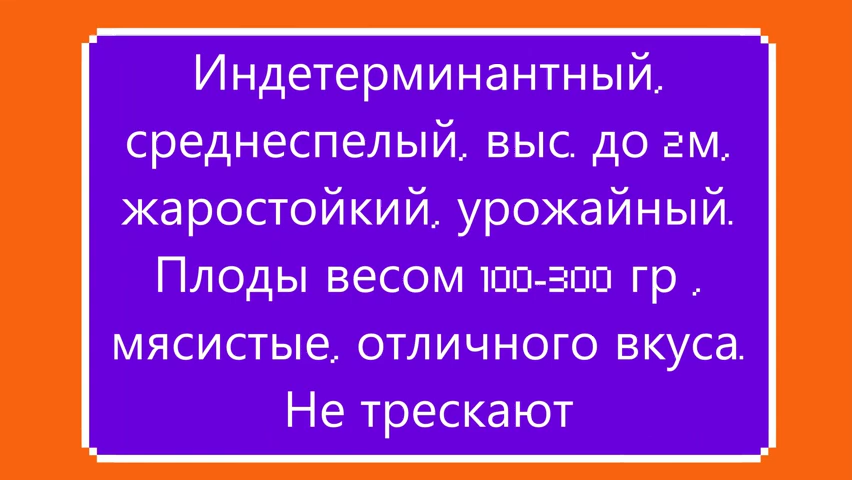 Индетерминантный,
среднеспелый, выс. до 2м,
жаростойкий, урожайный.
Плоды весом 100-300 гр ,
мясистые, отличного вкуса.
Не трескают